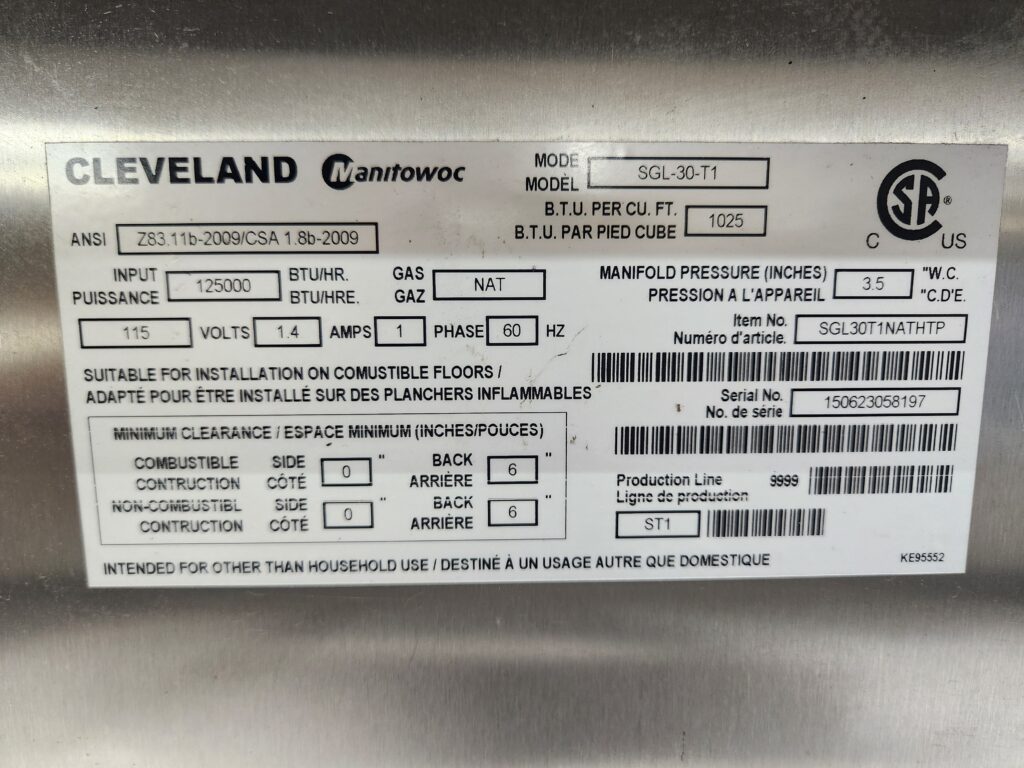 CLEVELAND Manitowoc
MODE
MODÈL SGL-30-T1
B.T.U. PER CU. FT.
B.T.U. PAR PIED CUBE 1025
CSA ®
C US
ANSI Z83.11b-2009/CSA 1.8b-2009
INPUT
PUISSANCE 125000 BTU/HR.
BTU/HRE.
GAS
GAZ NAT
MANIFOLD PRESSURE (INCHES)
PRESSION A L'APPAREIL 3.5 "W.C.
"C.D'E.
115 VOLTS 1.4 AMPS 1 PHASE 60 HZ
Item No.
Numéro d'article. SGL30T1NATHTP
SUITABLE FOR INSTALLATION ON COMUSTIBLE FLOORS /
ADAPTÉ POUR ÊTRE INSTALLÉ SUR DES PLANCHERS INFLAMMABLES
Serial No.
No. de série 150623058197
MINIMUM CLEARANCE / ESPACE MINIMUM (INCHES/POUCES)
COMBUSTIBLE SIDE 0 " BACK 6 "
CONTRUCTION CÔTÉ ARRIÈRE
NON-COMBUSTIBL SIDE 0 " BACK 6 "
CONTRUCTION CÔTÉ ARRIÈRE
Production Line 9999
Ligne de production
ST1
INTENDED FOR OTHER THAN HOUSEHOLD USE / DESTINÉ À UN USAGE AUTRE QUE DOMESTIQUE
KE95552